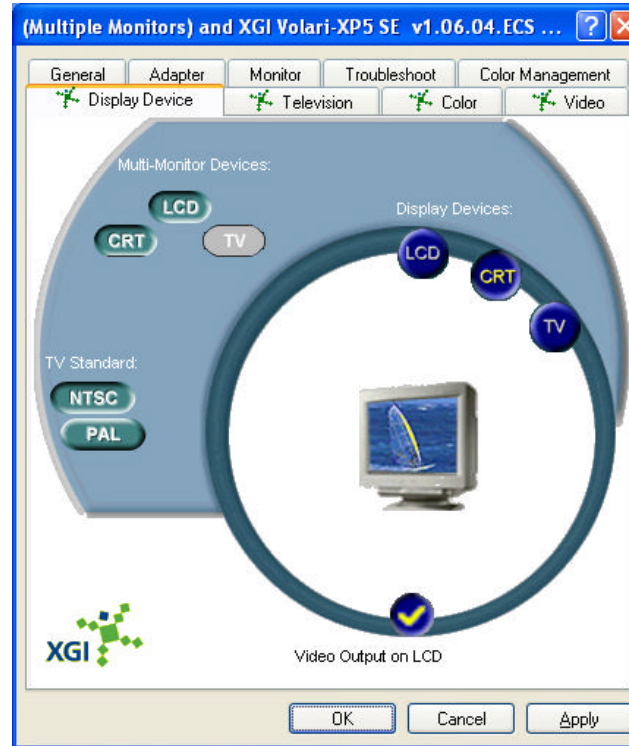 (Multiple Monitors) and XGI Volari-XP5 SE v1.06.04.ECS ...
General Adapter Monitor Troubleshoot Color Management
Display Device Television Color Video
Multi-Monitor Devices:
LCD
CRT TV
Display Devices:
LCD
CRT
TV
TV Standard:
NTSC
PAL
XGI
Video Output on LCD
OK Cancel Apply